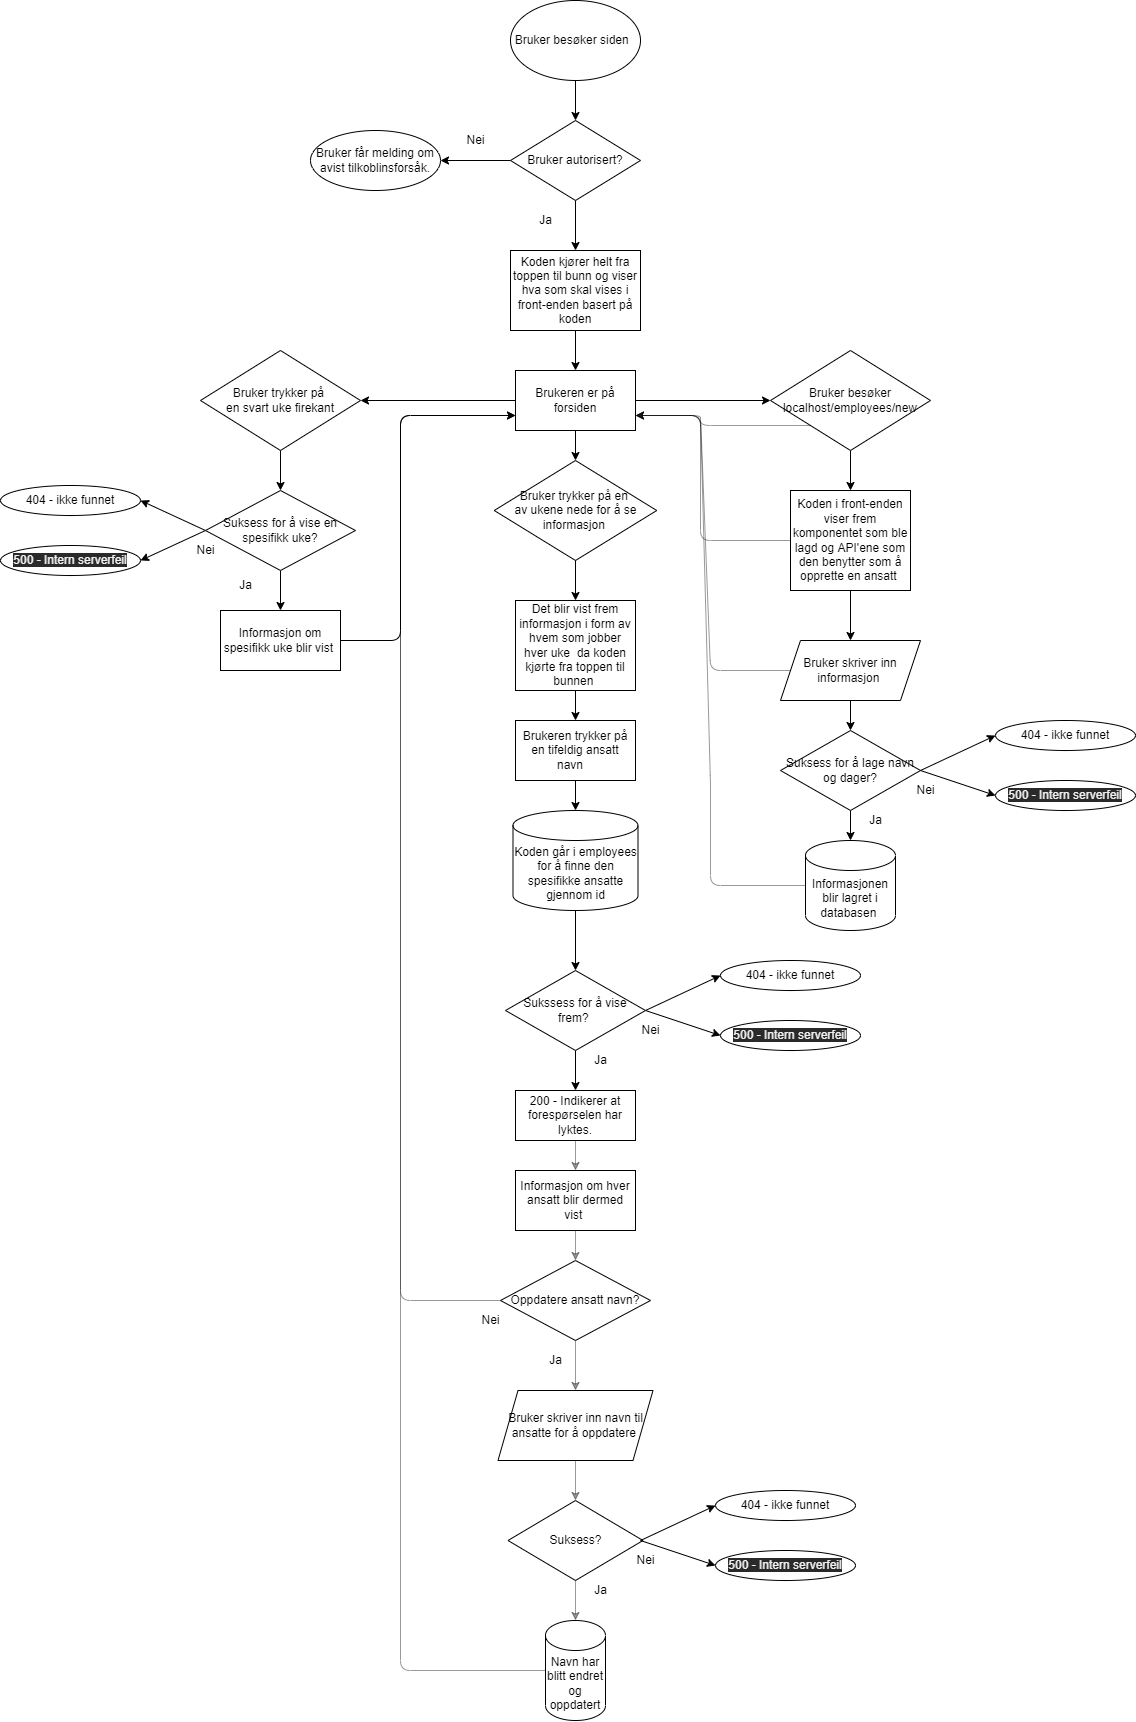 Bruker besøker siden
Nei
Bruker får melding om
avist tilkoblinsforsåk.
Bruker autorisert?
Ja
Koden kjører helt fra
toppen til bunn og viser
hva som skal vises i
front-enden basert på
koden
Bruker trykker på
en svart uke firekant
Brukeren er på
forsiden
Bruker besøker
localhost/employees/new
404 - ikke funnet
Suksess for å vise en
spesifikk uke?
Nei
500 - Intern serverfeil
Ja
Informasjon om
spesifikk uke blir vist
Bruker trykker på en
av ukene nede for å se
informasjon
Koden i front-enden
viser frem
komponentet som ble
lagd og API'ene som
den benytter som å
opprette en ansatt
Det blir vist frem
informasjon i form av
hvem som jobber
hver uke  da koden
kjørte fra toppen til
bunnen
Bruker skriver inn
informasjon
Brukeren trykker på
en tifeldig ansatt
navn
Suksess for å lage navn
og dager?
404 - ikke funnet
Nei
500 - Intern serverfeil
Ja
Koden går i employees
for å finne den
spesifikke ansatte
gjennom id
Informasjonen
blir lagret i
databasen
Sukssess for å vise
frem?
404 - ikke funnet
Nei
500 - Intern serverfeil
Ja
200 - Indikerer at
forespørselen har
lyktes.
Informasjon om hver
ansatt blir dermed
vist
Oppdatere ansatt navn?
Nei
Ja
Bruker skriver inn navn til
ansatte for å oppdatere
Suksess?
404 - ikke funnet
Nei
500 - Intern serverfeil
Ja
Navn har
blitt endret
og
oppdatert